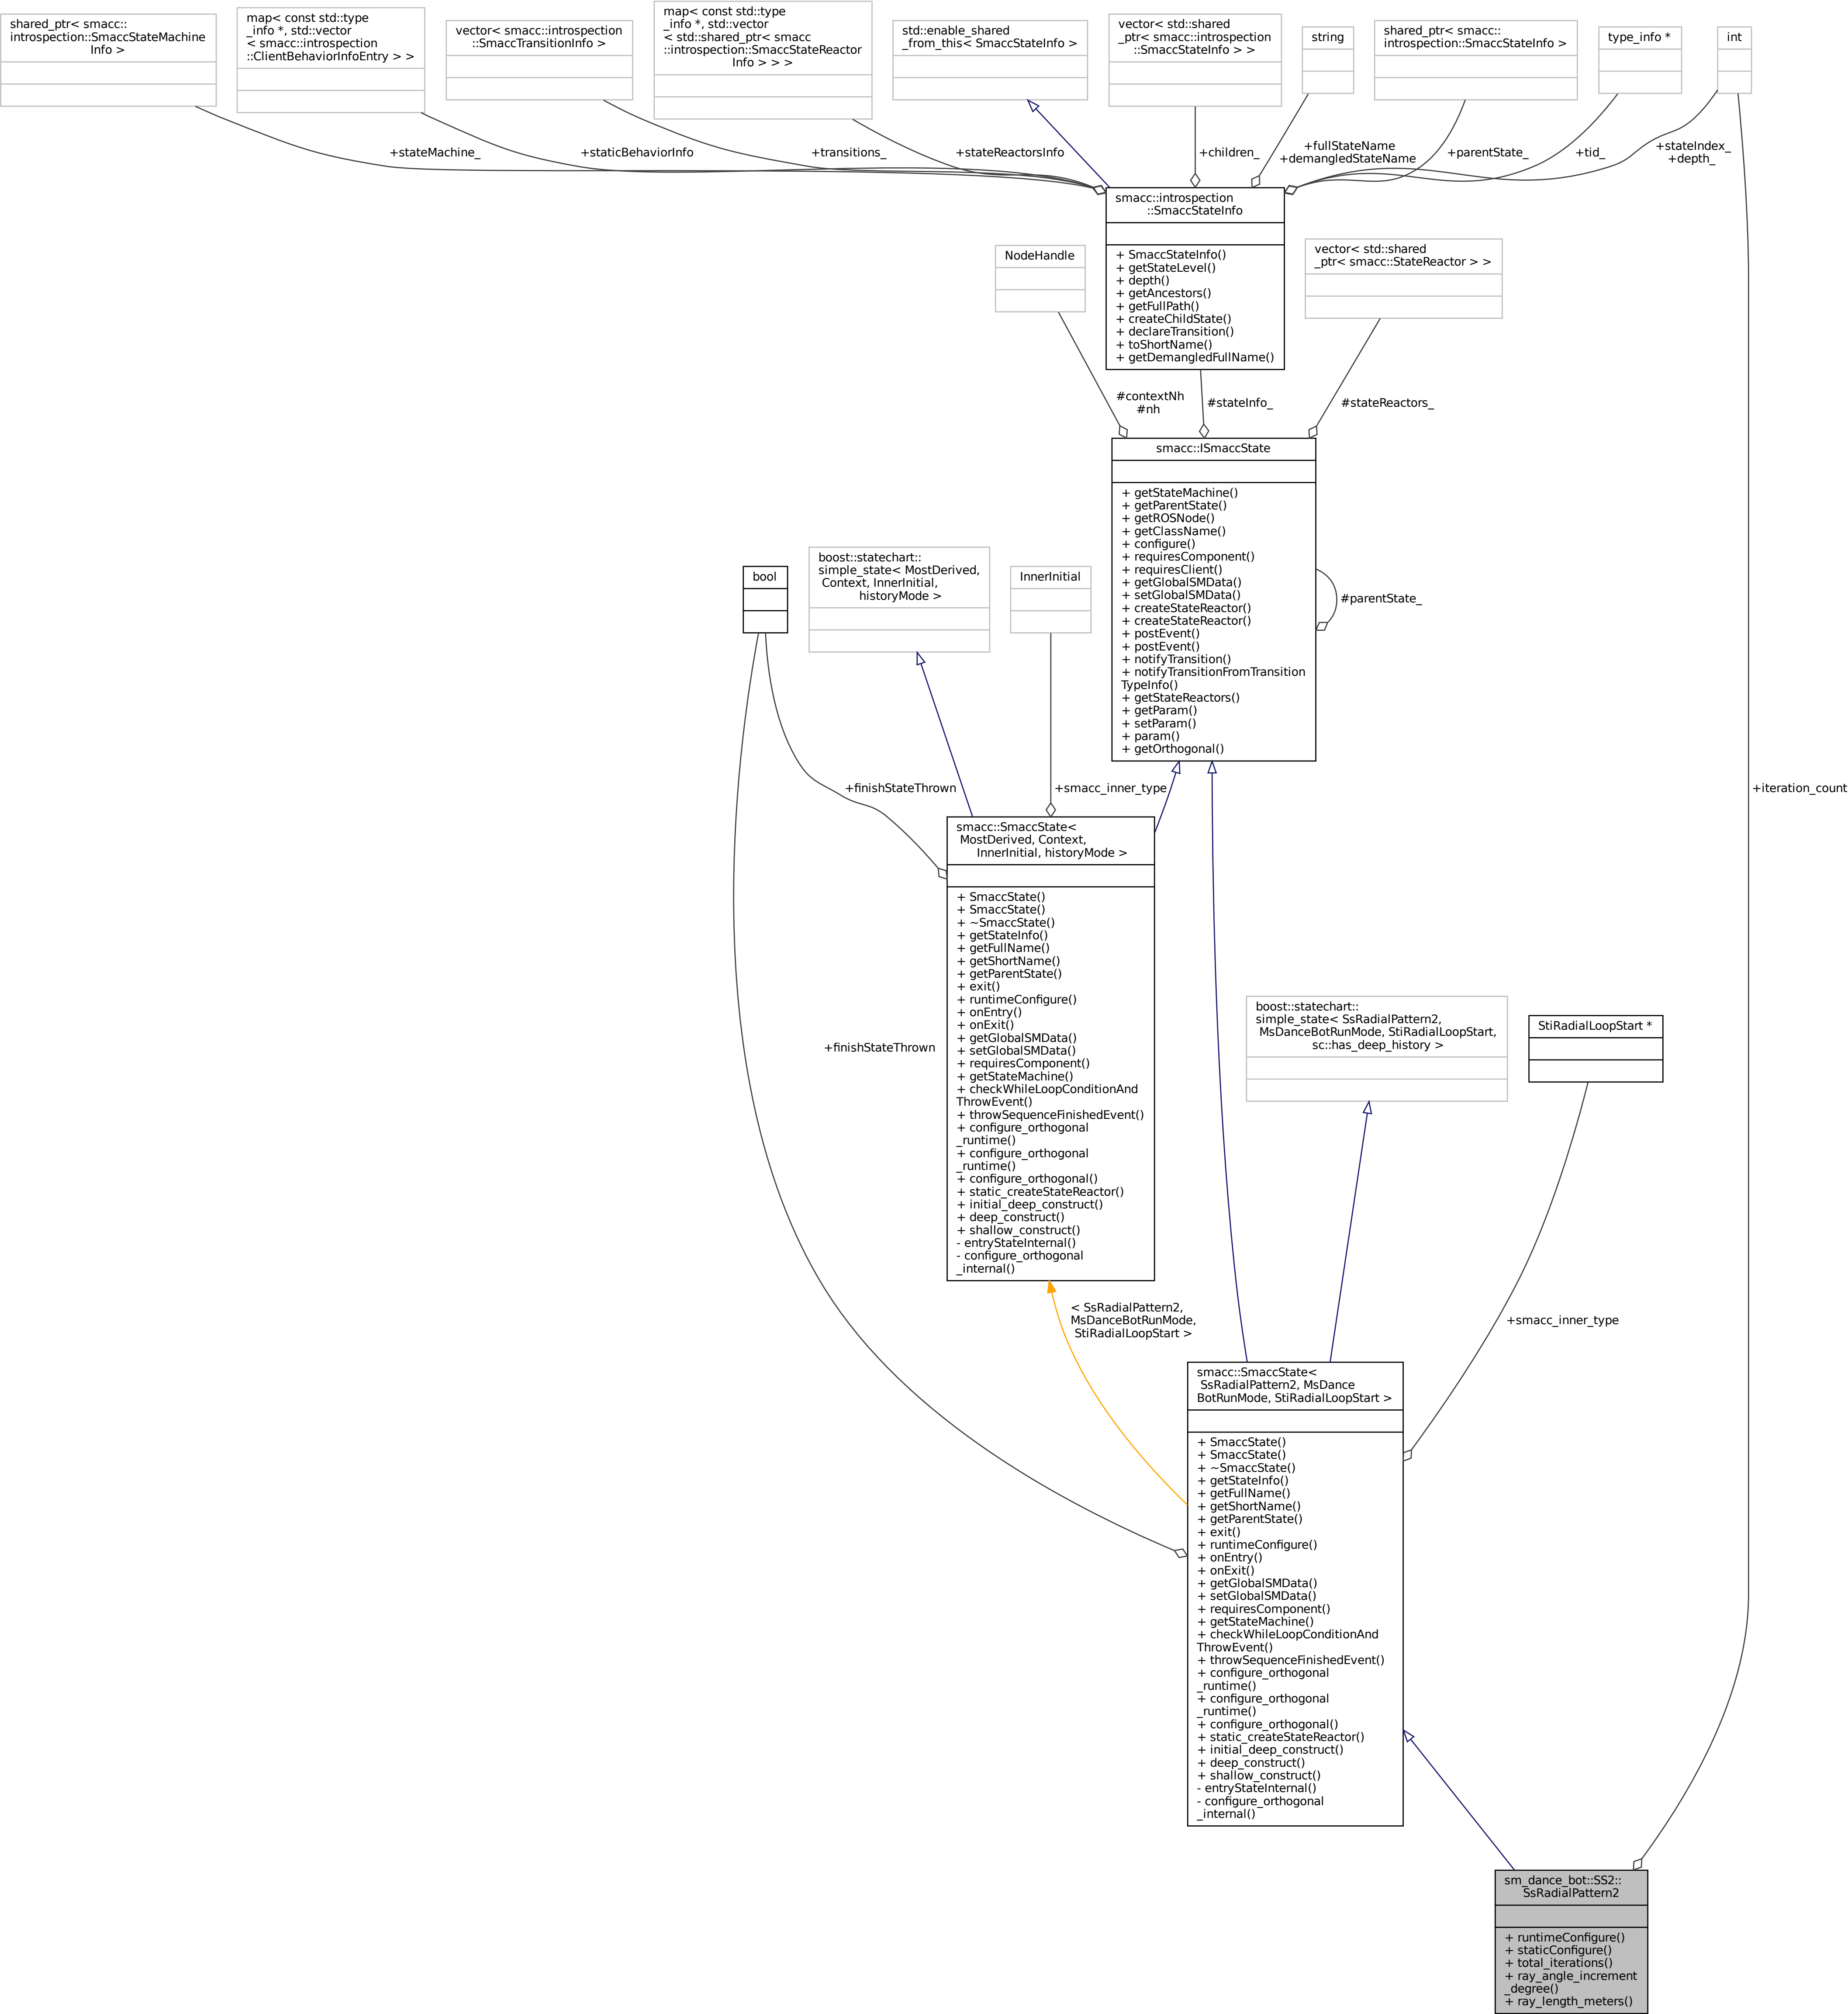 shared_ptr< smacc::
introspection::SmaccStateMachine
Info >
map< const std::type
_info *, std::vector
< smacc::introspection
::ClientBehaviorInfoEntry > >
vector< smacc::introspection
::SmaccTransitionInfo >
map< const std::type
_info *, std::vector
< std::shared_ptr< smacc
::introspection::SmaccStateReactor
Info > > >
std::enable_shared
_from_this< SmaccStateInfo >
vector< std::shared
_ptr< smacc::introspection
::SmaccStateInfo > >
string
shared_ptr< smacc::
introspection::SmaccStateInfo >
type_info *
int
+stateMachine_
+staticBehaviorInfo
+transitions_
+stateReactorsInfo
+children_
+fullStateName
+demangledStateName
+parentState_
+tid_
+stateIndex_
+depth_
smacc::introspection
::SmaccStateInfo
+ SmaccStateInfo()
+ getStateLevel()
+ depth()
+ getAncestors()
+ getFullPath()
+ createChildState()
+ declareTransition()
+ toShortName()
+ getDemangledFullName()
NodeHandle
vector< std::shared
_ptr< smacc::StateReactor > >
#contextNh
#nh
#stateInfo_
#stateReactors_
smacc::ISmaccState
+ getStateMachine()
+ getParentState()
+ getROSNode()
+ getClassName()
+ configure()
+ requiresComponent()
+ requiresClient()
+ getGlobalSMData()
+ setGlobalSMData()
+ createStateReactor()
+ createStateReactor()
+ postEvent()
+ postEvent()
+ notifyTransition()
+ notifyTransitionFromTransition
TypeInfo()
+ getStateReactors()
+ getParam()
+ setParam()
+ param()
+ getOrthogonal()
#parentState_
bool
boost::statechart::
simple_state< MostDerived,
Context, InnerInitial,
historyMode >
InnerInitial
+finishStateThrown
+smacc_inner_type
+iteration_count
smacc::SmaccState<
MostDerived, Context,
InnerInitial, historyMode >
+ SmaccState()
+ SmaccState()
+ ~SmaccState()
+ getStateInfo()
+ getFullName()
+ getShortName()
+ getParentState()
+ exit()
+ runtimeConfigure()
+ onEntry()
+ onExit()
+ getGlobalSMData()
+ setGlobalSMData()
+ requiresComponent()
+ getStateMachine()
+ checkWhileLoopConditionAnd
ThrowEvent()
+ throwSequenceFinishedEvent()
+ configure_orthogonal
_runtime()
+ configure_orthogonal
_runtime()
+ configure_orthogonal()
+ static_createStateReactor()
+ initial_deep_construct()
+ deep_construct()
+ shallow_construct()
- entryStateInternal()
- configure_orthogonal
_internal()
+finishStateThrown
boost::statechart::
simple_state< SsRadialPattern2,
MsDanceBotRunMode, StiRadialLoopStart,
sc::has_deep_history >
StiRadialLoopStart *
< SsRadialPattern2,
MsDanceBotRunMode,
StiRadialLoopStart >
+smacc_inner_type
smacc::SmaccState<
SsRadialPattern2, MsDance
BotRunMode, StiRadialLoopStart >
+ SmaccState()
+ SmaccState()
+ ~SmaccState()
+ getStateInfo()
+ getFullName()
+ getShortName()
+ getParentState()
+ exit()
+ runtimeConfigure()
+ onEntry()
+ onExit()
+ getGlobalSMData()
+ setGlobalSMData()
+ requiresComponent()
+ getStateMachine()
+ checkWhileLoopConditionAnd
ThrowEvent()
+ throwSequenceFinishedEvent()
+ configure_orthogonal
_runtime()
+ configure_orthogonal
_runtime()
+ configure_orthogonal()
+ static_createStateReactor()
+ initial_deep_construct()
+ deep_construct()
+ shallow_construct()
- entryStateInternal()
- configure_orthogonal
_internal()
sm_dance_bot::SS2::
SsRadialPattern2
+ runtimeConfigure()
+ staticConfigure()
+ total_iterations()
+ ray_angle_increment
_degree()
+ ray_length_meters()